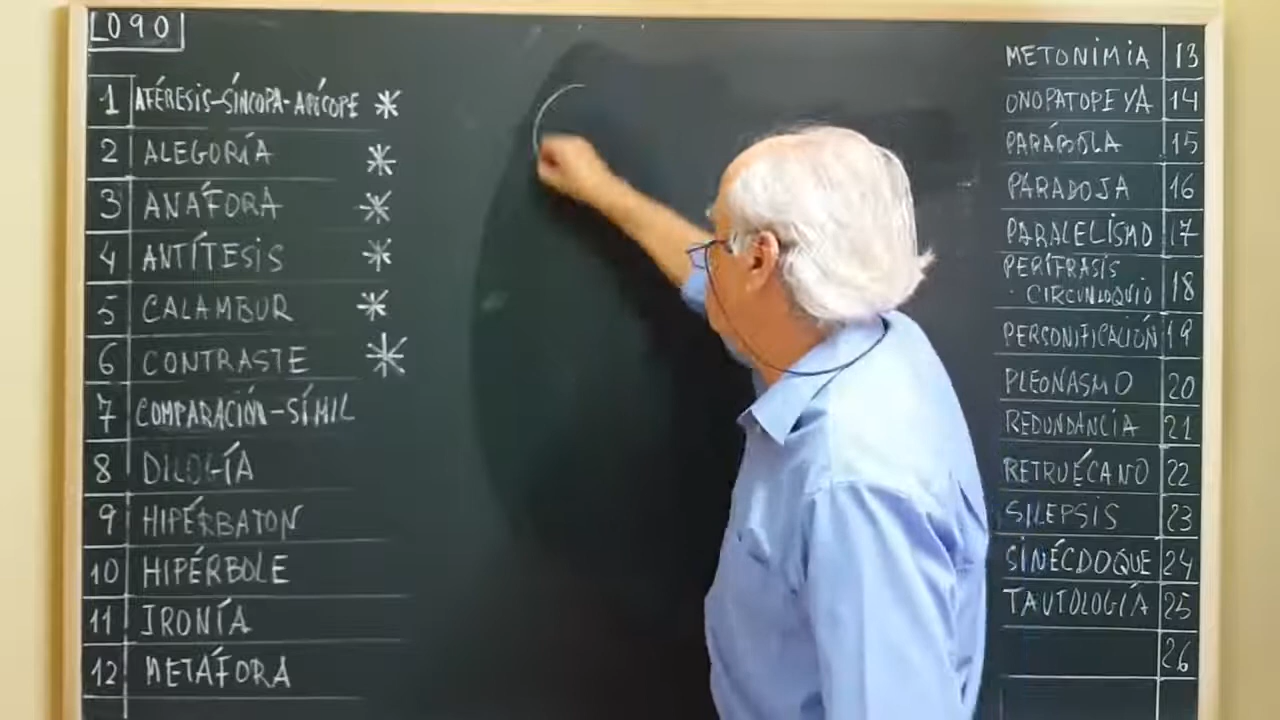 L090
1 AFÉRESIS-SÍNCOPA-APÓCOPE *
2 ALEGORÍA *
3 ANÁFORA *
4 ANTÍTESIS *
5 CALAMBUR *
6 CONTRASTE *
7 COMPARACIÓN-SÍMIL
8 DILOGÍA
9 HIPÉRBATON
10 HIPÉRBOLE
11 IRONÍA
12 METÁFORA
METONIMIA 13
ONOPATOPEYA 14
PARÁBOLA 15
PARADOJA 16
PARALELISMO 17
PERÍFRASIS
CIRCUNLOQUIO 18
PERSONIFICACIÓN 19
PLEONASMO 20
REDUNDANCIA 21
RETRUÉCANO 22
SILEPSIS 23
SINÉCDOQUE 24
TAUTOLOGÍA 25
26